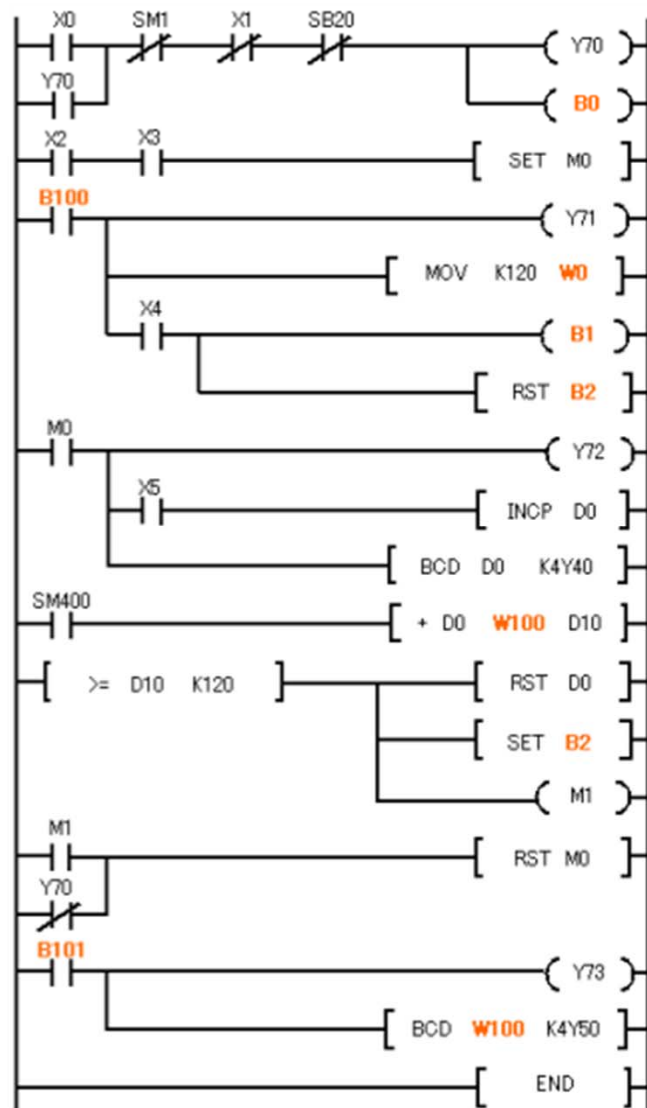 X0 SM1 X1 SB20 Y70
Y70 B0
X2 X3 SET M0
B100 Y71
MOV K120 W0
X4 B1
RST B2
M0 Y72
X5 INCP D0
BCD D0 K4Y40
SM400 + D0 W100 D10
>= D10 K120 RST D0
SET B2
M1
M1 RST M0
Y70
B101 Y73
BCD W100 K4Y50
END